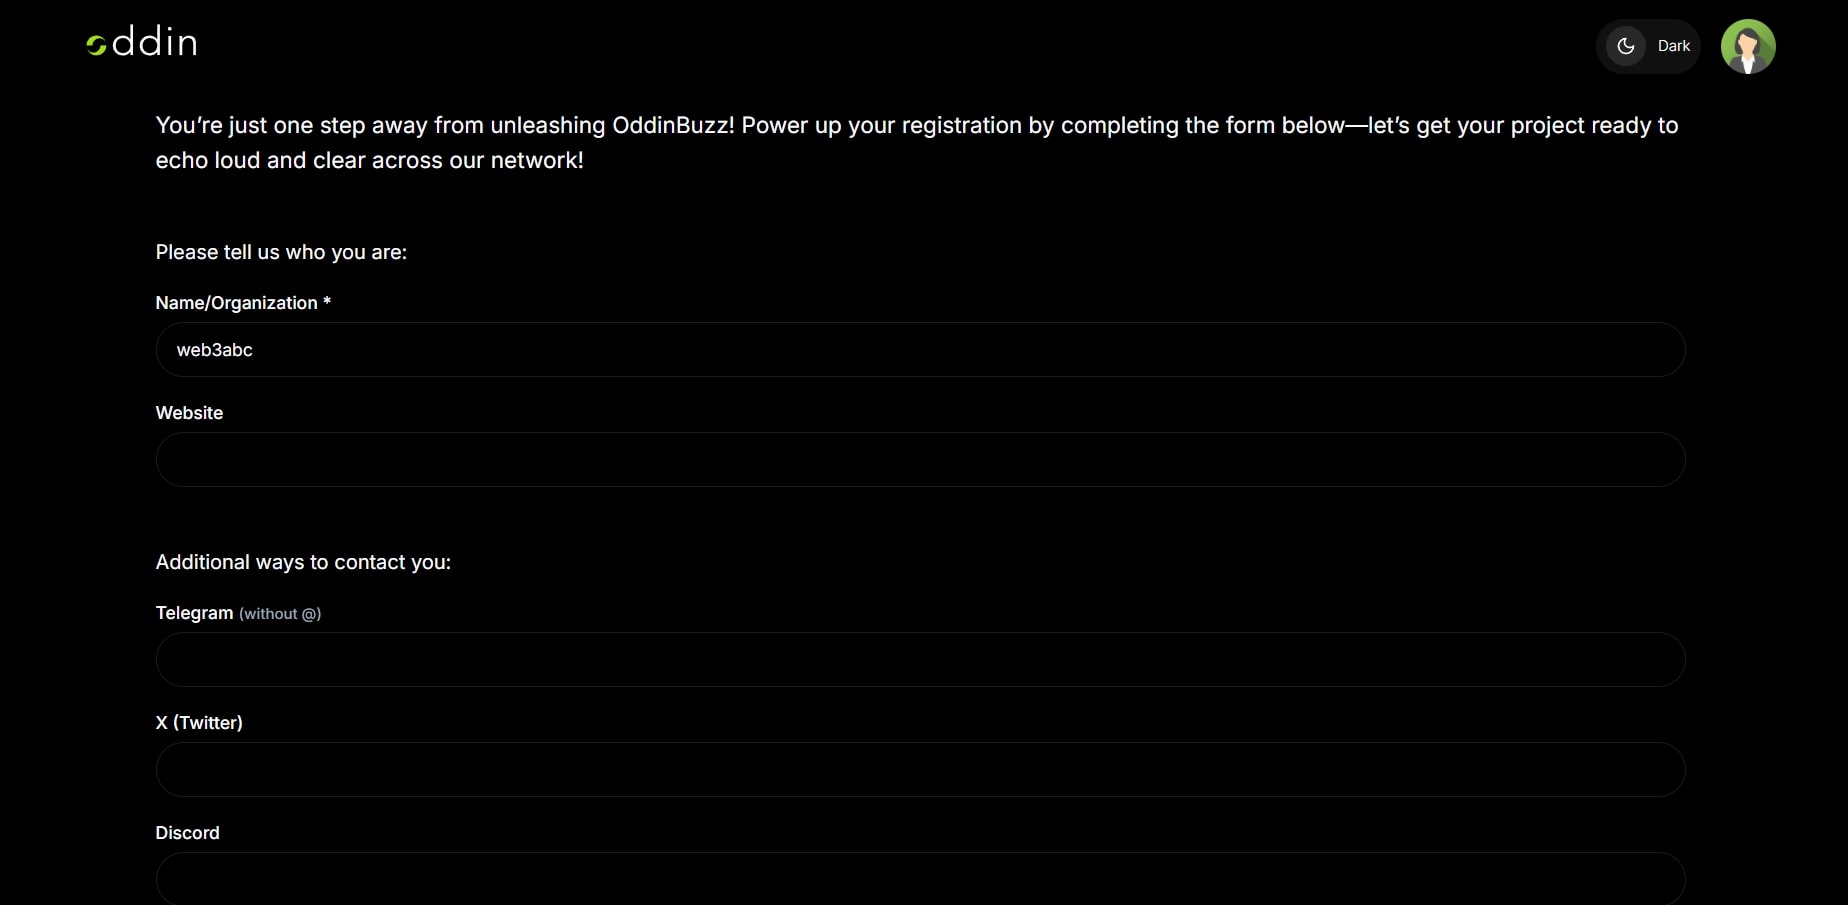 oddin
Dark
You’re just one step away from unleashing OddinBuzz! Power up your registration by completing the form below—let’s get your project ready to
echo loud and clear across our network!
Please tell us who you are:
Name/Organization *
web3abc
Website
Additional ways to contact you:
Telegram (without @)
X (Twitter)
Discord